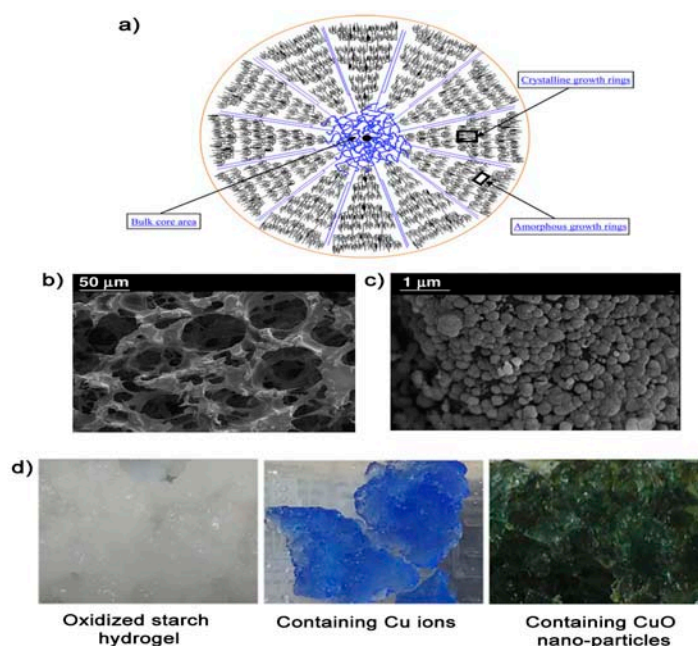 a)
Crystalline growth rings
Bulk core area
Amorphous growth rings
b)
50 μm
c)
1 μm
d)
Oxidized starch
hydrogel
Containing Cu ions
Containing CuO
nano-particles